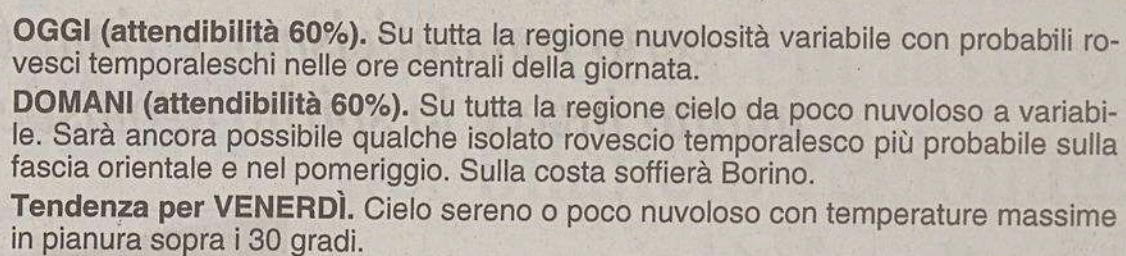 OGGI (attendibilità 60%). Su tutta la regione nuvolosità variabile con probabili ro-
vesci temporaleschi nelle ore centrali della giornata.
DOMANI (attendibilità 60%). Su tutta la regione cielo da poco nuvoloso a variabi-
le. Sarà ancora possibile qualche isolato rovescio temporalesco più probabile sulla
fascia orientale e nel pomeriggio. Sulla costa soffierà Borino.
Tendenza per VENERDÌ. Cielo sereno o poco nuvoloso con temperature massime
in pianura sopra i 30 gradi.